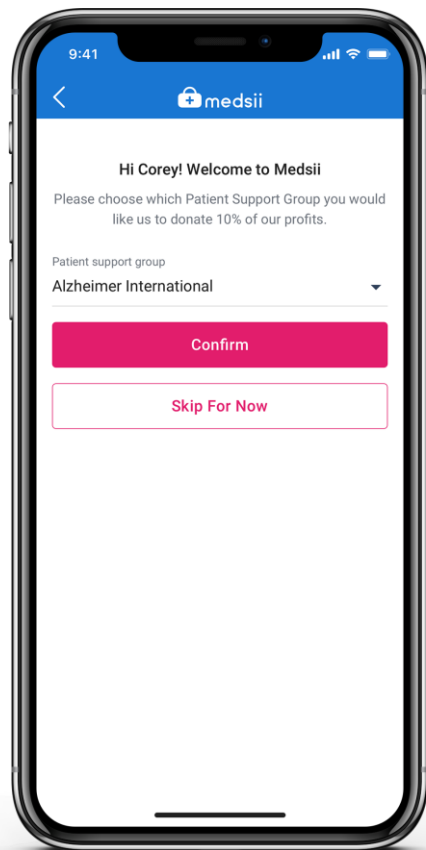 9:41
medsii
Hi Corey! Welcome to Medsii
Please choose which Patient Support Group you would
like us to donate 10% of our profits.
Patient support group
Alzheimer International
Confirm
Skip For Now